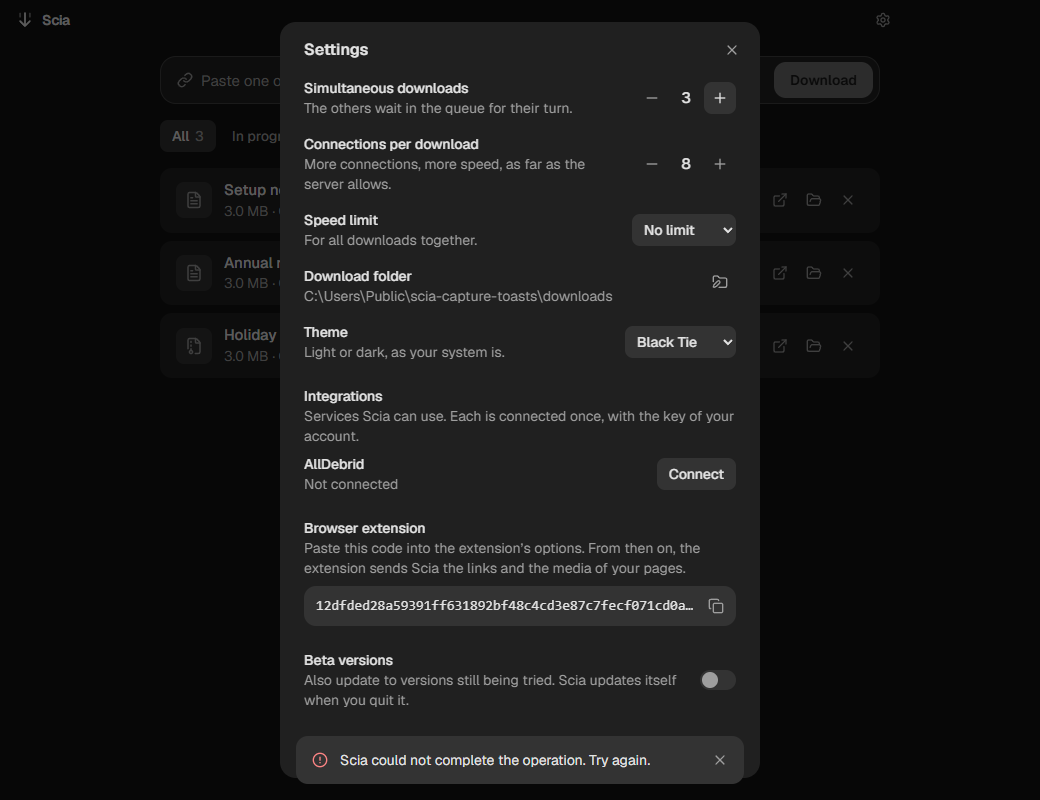 Scia
Settings
Paste one o
Download
Simultaneous downloads
The others wait in the queue for their turn.
3
All 3
In progr
Connections per download
More connections, more speed, as far as the
server allows.
8
Setup n
3.0 MB ·
Speed limit
For all downloads together.
No limit
Annual r
3.0 MB ·
Download folder
C:\Users\Public\scia-capture-toasts\downloads
Holiday
3.0 MB ·
Theme
Light or dark, as your system is.
Black Tie
Integrations
Services Scia can use. Each is connected once, with the key of your
account.
AllDebrid
Not connected
Connect
Browser extension
Paste this code into the extension's options. From then on, the
extension sends Scia the links and the media of your pages.
12dfded28a59391ff631892bf48c4cd3e87c7fecf071cd0a…
Beta versions
Also update to versions still being tried. Scia updates itself
when you quit it.
Scia could not complete the operation. Try again.